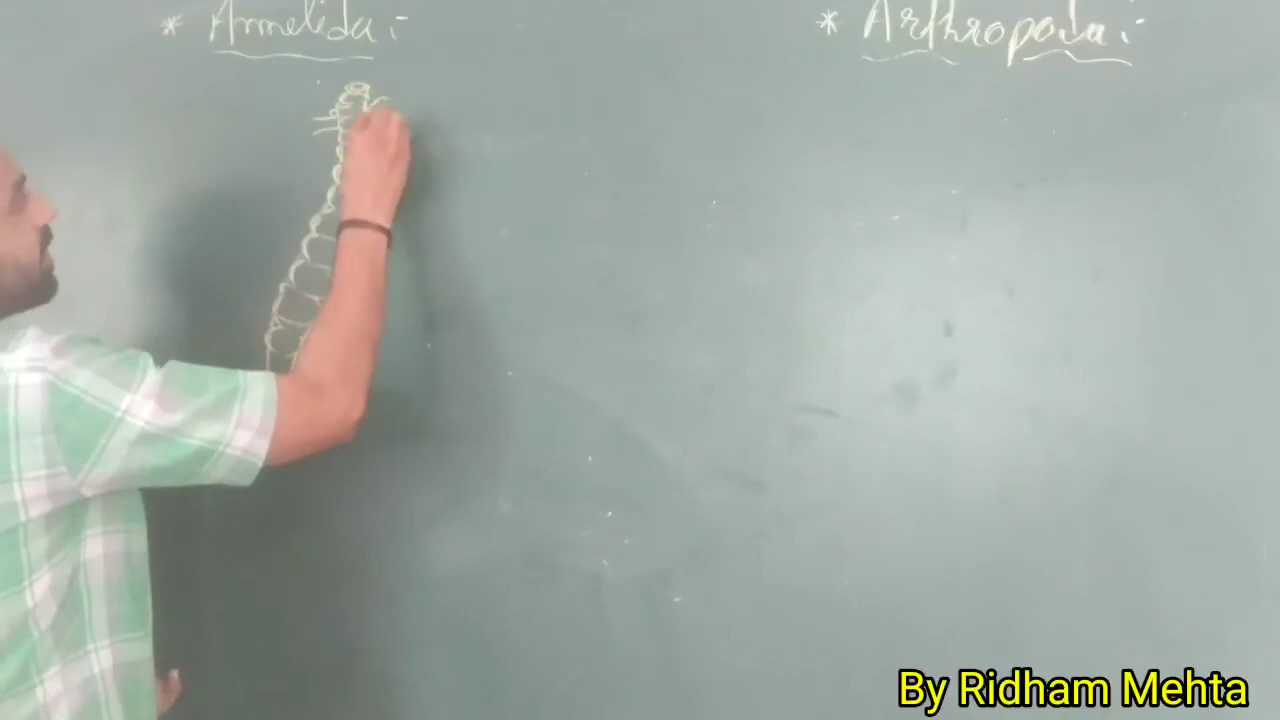 * Annelida :-
* Arthropoda :-
By Ridham Mehta